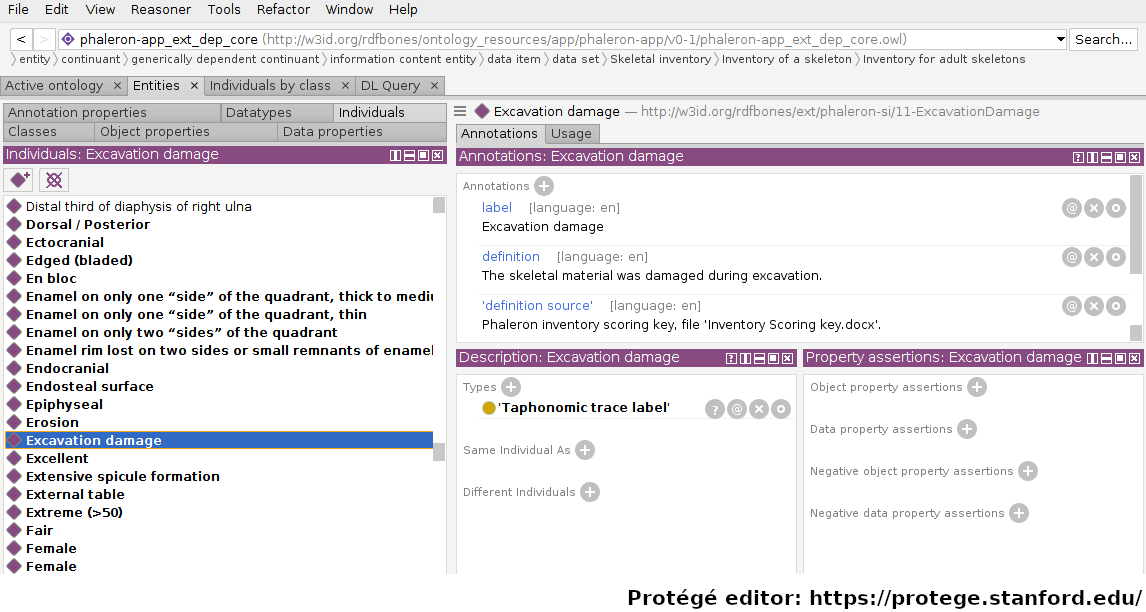 File Edit View Reasoner Tools Refactor Window Help
< > phaleron-app_ext_dep_core (http://w3id.org/rdfbones/ontology_resources/app/phaleron-app/v0-1/phaleron-app_ext_dep_core.owl) Search...
entity continuant generically dependent continuant information content entity data item data set Skeletal inventory Inventory of a skeleton Inventory for adult skeletons
Active ontology × Entities × Individuals by class × DL Query ×
Annotation properties Datatypes Individuals
Classes Object properties Data properties
Individuals: Excavation damage
Distal third of diaphysis of right ulna
Dorsal / Posterior
Ectocranial
Edged (bladed)
En bloc
Enamel on only one “side” of the quadrant, thick to mediu
Enamel on only one “side” of the quadrant, thin
Enamel on only two “sides” of the quadrant
Enamel rim lost on two sides or small remnants of enamel
Endocranial
Endosteal surface
Epiphyseal
Erosion
Excavation damage
Excellent
Extensive spicule formation
External table
Extreme (>50)
Fair
Female
Female
Excavation damage — http://w3id.org/rdfbones/ext/phaleron-si/11-ExcavationDamage
Annotations Usage
Annotations: Excavation damage
Annotations
label [language: en]
Excavation damage
definition [language: en]
The skeletal material was damaged during excavation.
'definition source' [language: en]
Phaleron inventory scoring key, file 'Inventory Scoring key.docx'.
Description: Excavation damage
Types
'Taphonomic trace label'
Same Individual As
Different Individuals
Property assertions: Excavation damage
Object property assertions
Data property assertions
Negative object property assertions
Negative data property assertions
Protégé editor: https://protege.stanford.edu/